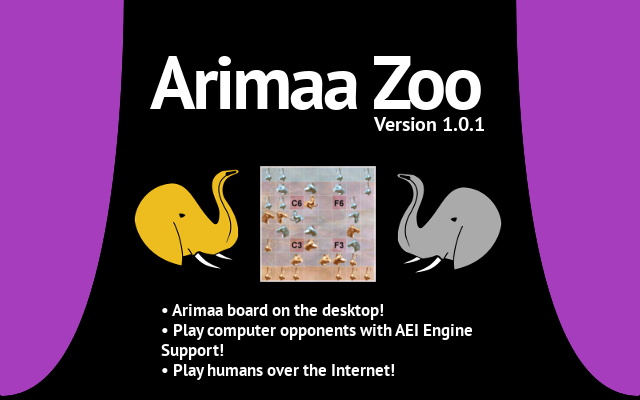 Arimaa Zoo
Version 1.0.1
C6 F6
C3 F3
• Arimaa board on the desktop!
• Play computer opponents with AEI Engine
Support!
• Play humans over the Internet!